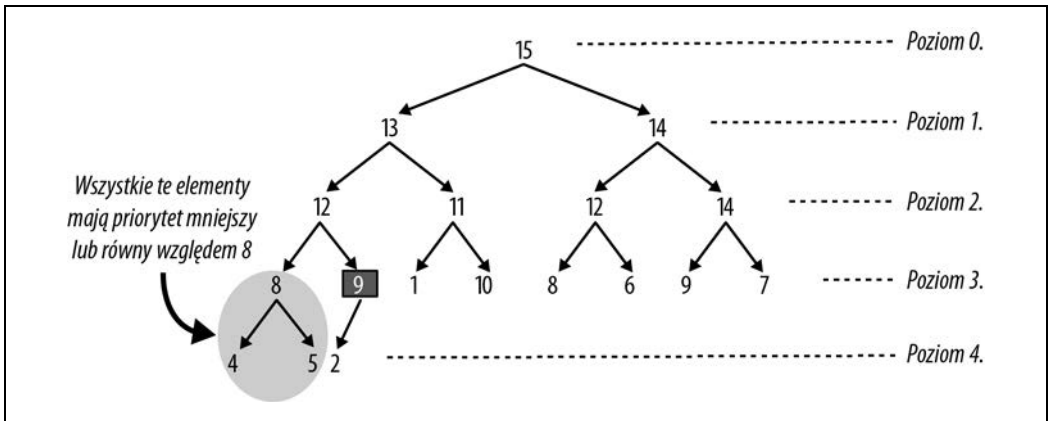 15
Poziom 0.
13 14
Poziom 1.
Wszystkie te elementy
mają priorytet mniejszy
lub równy względem 8
12 11 12 14
Poziom 2.
8 9 1 10 8 6 9 7
Poziom 3.
4 5 2
Poziom 4.